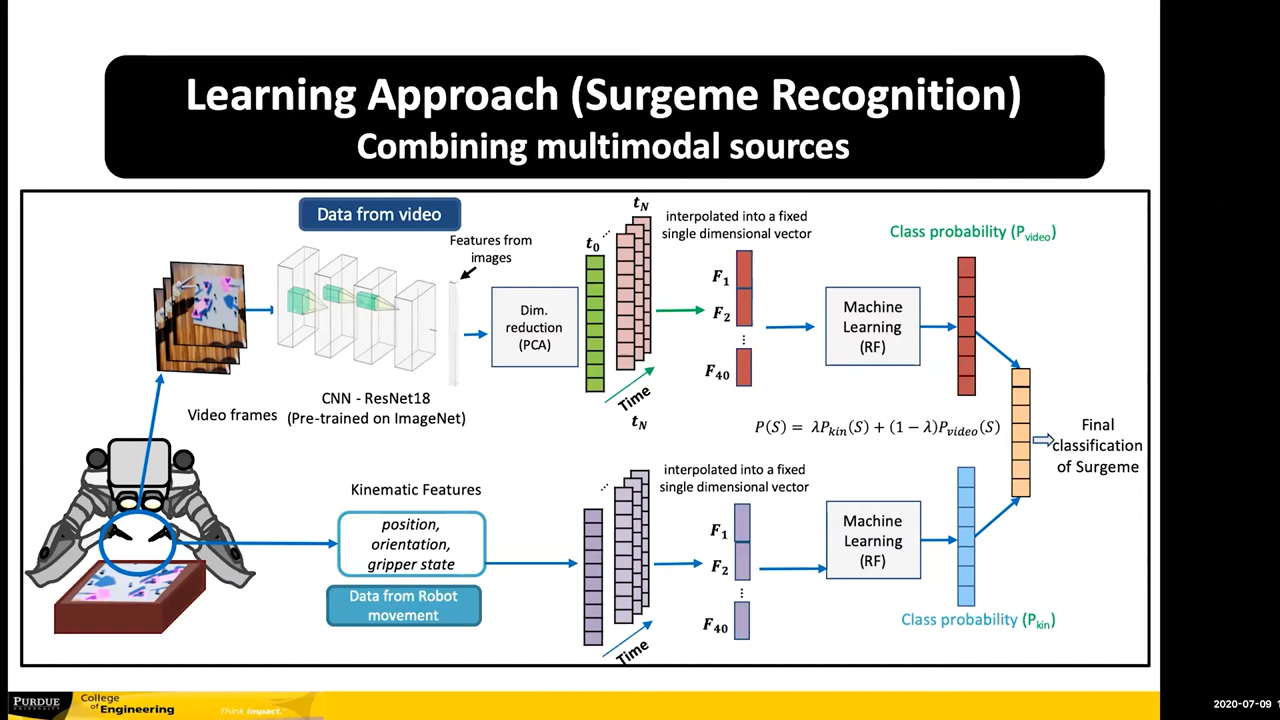 Learning Approach (Surgeme Recognition)
Combining multimodal sources
Data from video
Features from
images
Video frames
CNN - ResNet18
(Pre-trained on ImageNet)
Dim.
reduction
(PCA)
t0
tN
Time
interpolated into a fixed
single dimensional vector
F1
F2
⋮
F40
Machine
Learning
(RF)
Class probability (Pvideo)
P(S) = λPkin(S) + (1 − λ)Pvideo(S)
Final
classification
of Surgeme
Kinematic Features
position,
orientation,
gripper state
Data from Robot
movement
tN
Time
interpolated into a fixed
single dimensional vector
F1
F2
⋮
F40
Machine
Learning
(RF)
Class probability (Pkin)
PURDUE
UNIVERSITY
College
of Engineering
Think impact.
2020-07-09